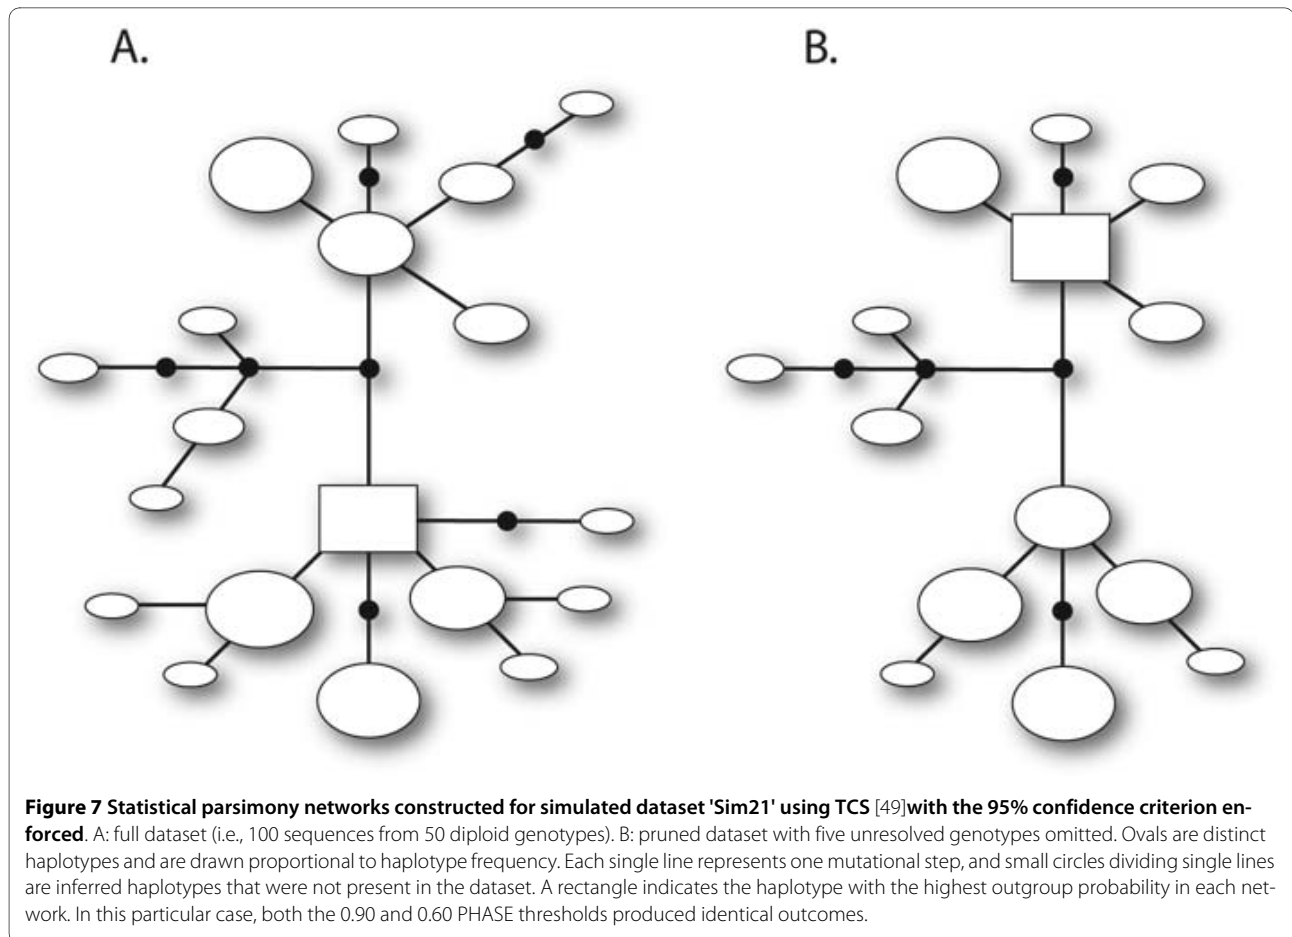 A.
B.
Figure 7 Statistical parsimony networks constructed for simulated dataset 'Sim21' using TCS [49]with the 95% confidence criterion en-
forced. A: full dataset (i.e., 100 sequences from 50 diploid genotypes). B: pruned dataset with five unresolved genotypes omitted. Ovals are distinct
haplotypes and are drawn proportional to haplotype frequency. Each single line represents one mutational step, and small circles dividing single lines
are inferred haplotypes that were not present in the dataset. A rectangle indicates the haplotype with the highest outgroup probability in each net-
work. In this particular case, both the 0.90 and 0.60 PHASE thresholds produced identical outcomes.